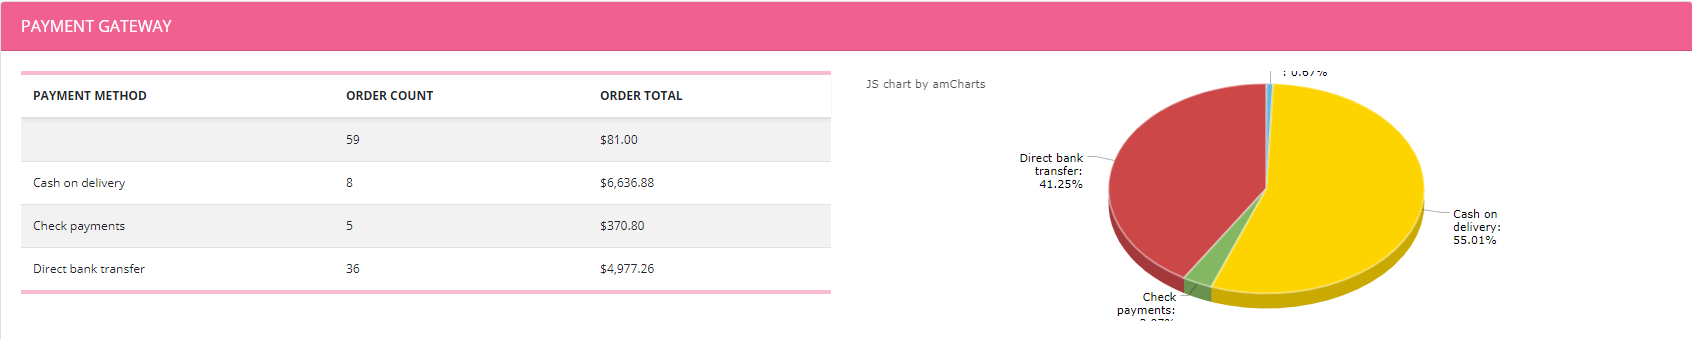 PAYMENT GATEWAY
PAYMENT METHOD ORDER COUNT ORDER TOTAL
59 $81.00
Cash on delivery 8 $6,636.88
Check payments 5 $370.80
Direct bank transfer 36 $4,977.26
JS chart by amCharts
: 0.67%
Direct bank
transfer:
41.25%
Cash on
delivery:
55.01%
Check
payments: